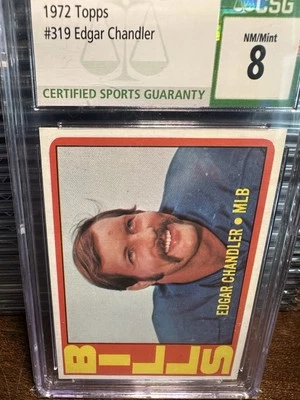 1972 Topps
#319 Edgar Chandler
CERTIFIED SPORTS GUARANTY
CSG
NM/Mint
8
EDGAR CHANDLER • MLB
BILLS